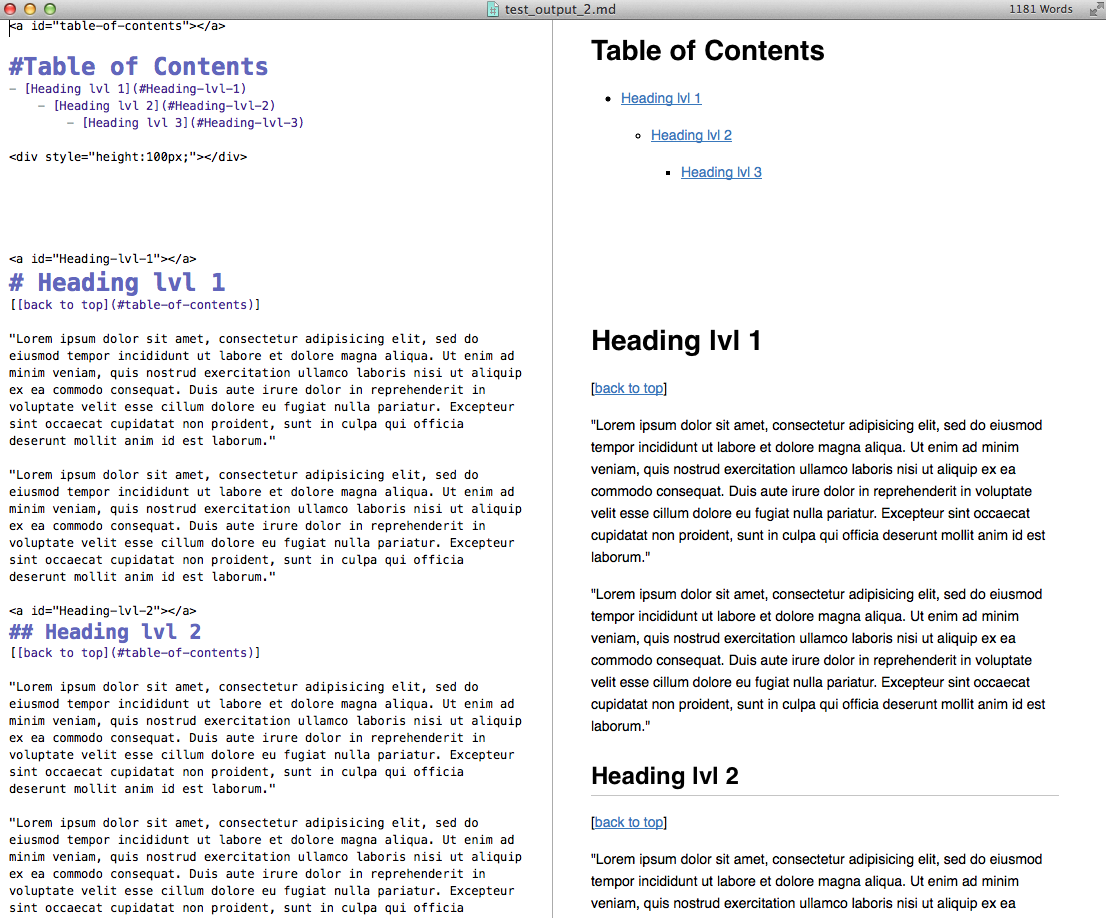 test_output_2.md
1181 Words
<a id="table-of-contents"></a>
#Table of Contents
- [Heading lvl 1](#Heading-lvl-1)
- [Heading lvl 2](#Heading-lvl-2)
- [Heading lvl 3](#Heading-lvl-3)
<div style="height:100px;"></div>
<a id="Heading-lvl-1"></a>
# Heading lvl 1
[[back to top](#table-of-contents)]
"Lorem ipsum dolor sit amet, consectetur adipisicing elit, sed do
eiusmod tempor incididunt ut labore et dolore magna aliqua. Ut enim ad
minim veniam, quis nostrud exercitation ullamco laboris nisi ut aliquip
ex ea commodo consequat. Duis aute irure dolor in reprehenderit in
voluptate velit esse cillum dolore eu fugiat nulla pariatur. Excepteur
sint occaecat cupidatat non proident, sunt in culpa qui officia
deserunt mollit anim id est laborum."
"Lorem ipsum dolor sit amet, consectetur adipisicing elit, sed do
eiusmod tempor incididunt ut labore et dolore magna aliqua. Ut enim ad
minim veniam, quis nostrud exercitation ullamco laboris nisi ut aliquip
ex ea commodo consequat. Duis aute irure dolor in reprehenderit in
voluptate velit esse cillum dolore eu fugiat nulla pariatur. Excepteur
sint occaecat cupidatat non proident, sunt in culpa qui officia
deserunt mollit anim id est laborum."
<a id="Heading-lvl-2"></a>
## Heading lvl 2
[[back to top](#table-of-contents)]
"Lorem ipsum dolor sit amet, consectetur adipisicing elit, sed do
eiusmod tempor incididunt ut labore et dolore magna aliqua. Ut enim ad
minim veniam, quis nostrud exercitation ullamco laboris nisi ut aliquip
ex ea commodo consequat. Duis aute irure dolor in reprehenderit in
voluptate velit esse cillum dolore eu fugiat nulla pariatur. Excepteur
sint occaecat cupidatat non proident, sunt in culpa qui officia
deserunt mollit anim id est laborum."
"Lorem ipsum dolor sit amet, consectetur adipisicing elit, sed do
eiusmod tempor incididunt ut labore et dolore magna aliqua. Ut enim ad
minim veniam, quis nostrud exercitation ullamco laboris nisi ut aliquip
ex ea commodo consequat. Duis aute irure dolor in reprehenderit in
voluptate velit esse cillum dolore eu fugiat nulla pariatur. Excepteur
sint occaecat cupidatat non proident, sunt in culpa qui officia
Table of Contents
Heading lvl 1
Heading lvl 2
Heading lvl 3
Heading lvl 1
[back to top]
"Lorem ipsum dolor sit amet, consectetur adipisicing elit, sed do eiusmod
tempor incididunt ut labore et dolore magna aliqua. Ut enim ad minim
veniam, quis nostrud exercitation ullamco laboris nisi ut aliquip ex ea
commodo consequat. Duis aute irure dolor in reprehenderit in voluptate
velit esse cillum dolore eu fugiat nulla pariatur. Excepteur sint occaecat
cupidatat non proident, sunt in culpa qui officia deserunt mollit anim id est
laborum."
"Lorem ipsum dolor sit amet, consectetur adipisicing elit, sed do eiusmod
tempor incididunt ut labore et dolore magna aliqua. Ut enim ad minim
veniam, quis nostrud exercitation ullamco laboris nisi ut aliquip ex ea
commodo consequat. Duis aute irure dolor in reprehenderit in voluptate
velit esse cillum dolore eu fugiat nulla pariatur. Excepteur sint occaecat
cupidatat non proident, sunt in culpa qui officia deserunt mollit anim id est
laborum."
Heading lvl 2
[back to top]
"Lorem ipsum dolor sit amet, consectetur adipisicing elit, sed do eiusmod
tempor incididunt ut labore et dolore magna aliqua. Ut enim ad minim
veniam, quis nostrud exercitation ullamco laboris nisi ut aliquip ex ea